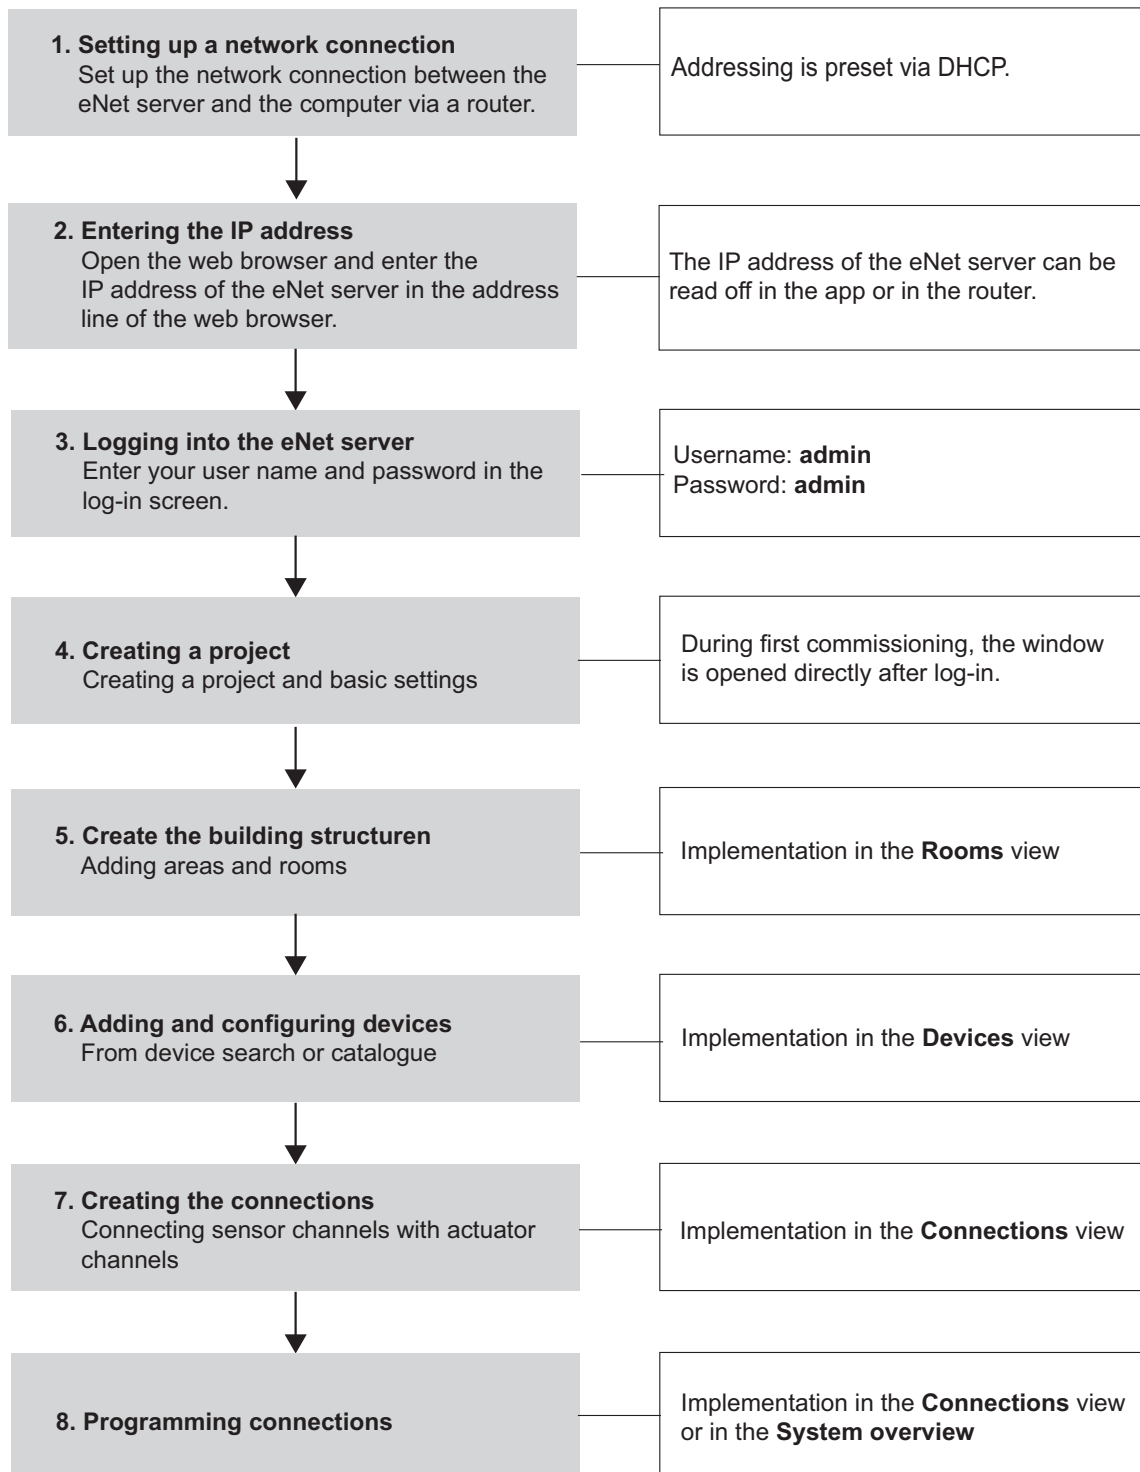 1. Setting up a network connection
Set up the network connection between the
eNet server and the computer via a router.
Addressing is preset via DHCP.
2. Entering the IP address
Open the web browser and enter the
IP address of the eNet server in the address
line of the web browser.
The IP address of the eNet server can be
read off in the app or in the router.
3. Logging into the eNet server
Enter your user name and password in the
log-in screen.
Username: admin
Password: admin
4. Creating a project
Creating a project and basic settings
During first commissioning, the window
is opened directly after log-in.
5. Create the building structuren
Adding areas and rooms
Implementation in the Rooms view
6. Adding and configuring devices
From device search or catalogue
Implementation in the Devices view
7. Creating the connections
Connecting sensor channels with actuator
channels
Implementation in the Connections view
8. Programming connections
Implementation in the Connections view
or in the System overview